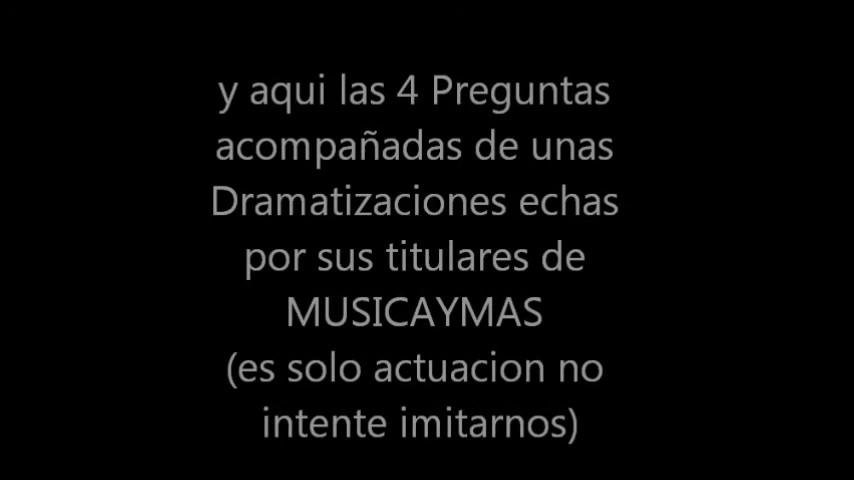 y aqui las 4 Preguntas
acompañadas de unas
Dramatizaciones echas
por sus titulares de
MUSICAYMAS
(es solo actuacion no
intente imitarnos)